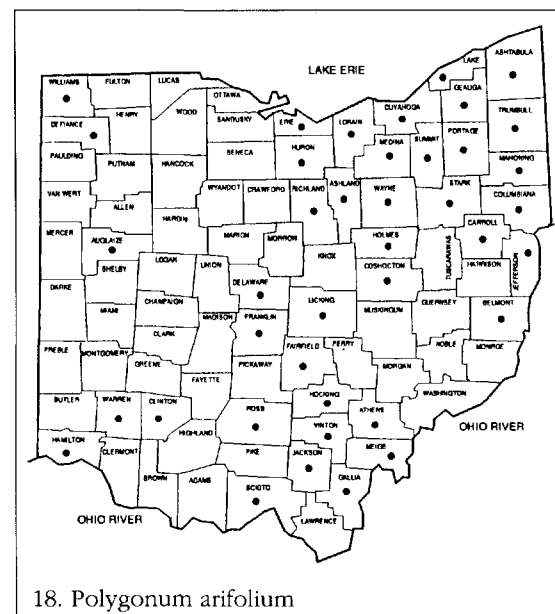 LAKE ERIE
LAKE
ASHTABULA
WILLIAMS
FULTON
LUCAS
OTTAWA
GEAUGA
CUYAHOGA
TRUMBULL
DEFIANCE
HENRY
WOOD
SANDUSKY
ERIE
LORAIN
PORTAGE
SUMMIT
MEDINA
HURON
PAULDING
PUTNAM
HANCOCK
SENECA
MAHONING
VAN WERT
WYANDOT
CRAWFORD
RICHLAND
ASHLAND
WAYNE
STARK
COLUMBIANA
ALLEN
HARDIN
CARROLL
MERCER
AUGLAIZE
MARION
MORROW
HOLMES
TUSCARAWAS
JEFFERSON
LOGAN
UNION
KNOX
COSHOCTON
HARRISON
SHELBY
DELAWARE
DARKE
CHAMPAIGN
LICKING
GUERNSEY
BELMONT
MIAMI
MADISON
FRANKLIN
MUSKINGUM
CLARK
FAIRFIELD
PERRY
NOBLE
MONROE
PREBLE
MONTGOMERY
GREENE
PICKAWAY
MORGAN
FAYETTE
WASHINGTON
BUTLER
WARREN
CLINTON
HOCKING
ROSS
ATHENS
OHIO RIVER
HIGHLAND
VINTON
HAMILTON
CLERMONT
PIKE
JACKSON
MEIGS
BROWN
ADAMS
SCIOTO
GALLIA
OHIO RIVER
LAWRENCE
18. Polygonum arifolium